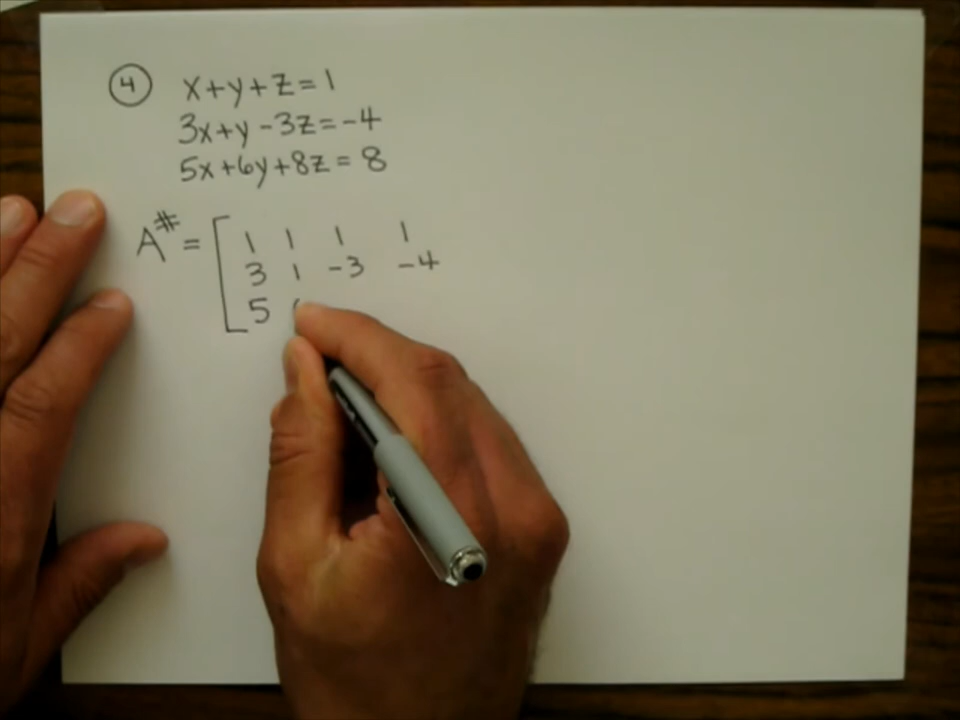 ④ x+y+z=1
3x+y-3z=-4
5x+6y+8z=8
A^# = [ 1 1 1 1
3 1 -3 -4
5